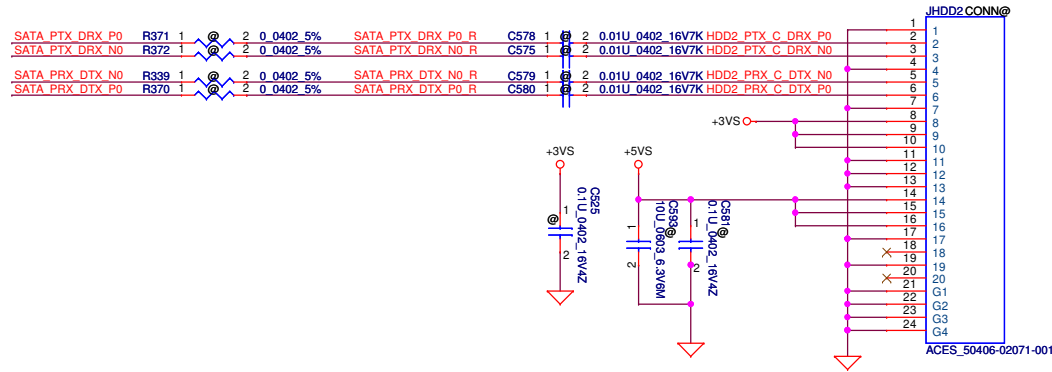 JHDD2 CONN@
SATA_PTX_DRX_P0 R371 1 @ 2 0_0402_5% SATA_PTX_DRX_P0_R C578 1 @ 2 0.01U_0402_16V7K HDD2_PTX_C_DRX_P0
SATA_PTX_DRX_N0 R372 1 @ 2 0_0402_5% SATA_PTX_DRX_N0_R C575 1 @ 2 0.01U_0402_16V7K HDD2_PTX_C_DRX_N0
SATA_PRX_DTX_N0 R339 1 @ 2 0_0402_5% SATA_PRX_DTX_N0_R C579 1 @ 2 0.01U_0402_16V7K HDD2_PRX_C_DTX_N0
SATA_PRX_DTX_P0 R370 1 @ 2 0_0402_5% SATA_PRX_DTX_P0_R C580 1 @ 2 0.01U_0402_16V7K HDD2_PRX_C_DTX_P0
+3VS
+3VS
+5VS
1
@
2
C525
0.1U_0402_16V4Z
1
2
C593@
10U_0603_6.3V6M
1
2
C581@
0.1U_0402_16V4Z
1 1
2 2
3 3
4 4
5 5
6 6
7 7
8 8
9 9
10 10
11 11
12 12
13 13
14 14
15 15
16 16
17 17
18 18
19 19
20 20
21 G1
22 G2
23 G3
24 G4
ACES_50406-02071-001